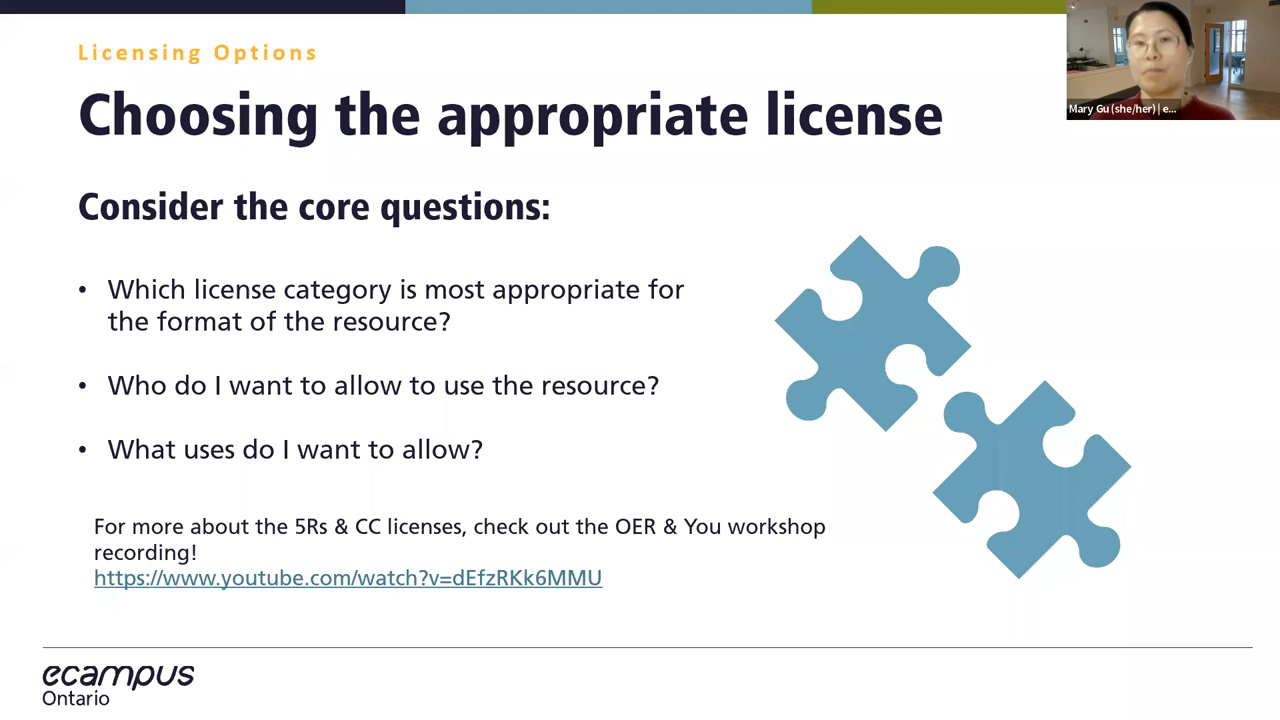 Licensing Options
Choosing the appropriate license
Consider the core questions:
• Which license category is most appropriate for
the format of the resource?
• Who do I want to allow to use the resource?
• What uses do I want to allow?
For more about the 5Rs & CC licenses, check out the OER & You workshop
recording!
https://www.youtube.com/watch?v=dEfzRKk6MMU
ecampus
Ontario
Mary Gu (she/her) | e...